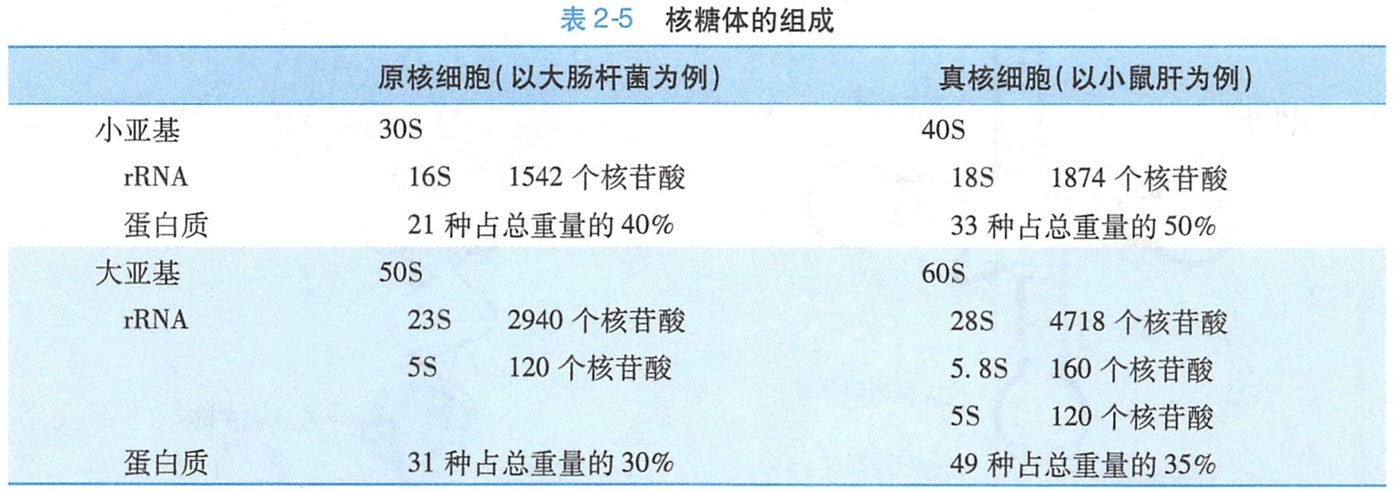 表 2-5 核糖体的组成
原核细胞(以大肠杆菌为例) 真核细胞(以小鼠肝为例)
小亚基 30S 40S
rRNA 16S 1542 个核苷酸 18S 1874 个核苷酸
蛋白质 21 种占总重量的 40% 33 种占总重量的 50%
大亚基 50S 60S
rRNA 23S 2940 个核苷酸 28S 4718 个核苷酸
5S 120 个核苷酸 5.8S 160 个核苷酸
5S 120 个核苷酸
蛋白质 31 种占总重量的 30% 49 种占总重量的 35%